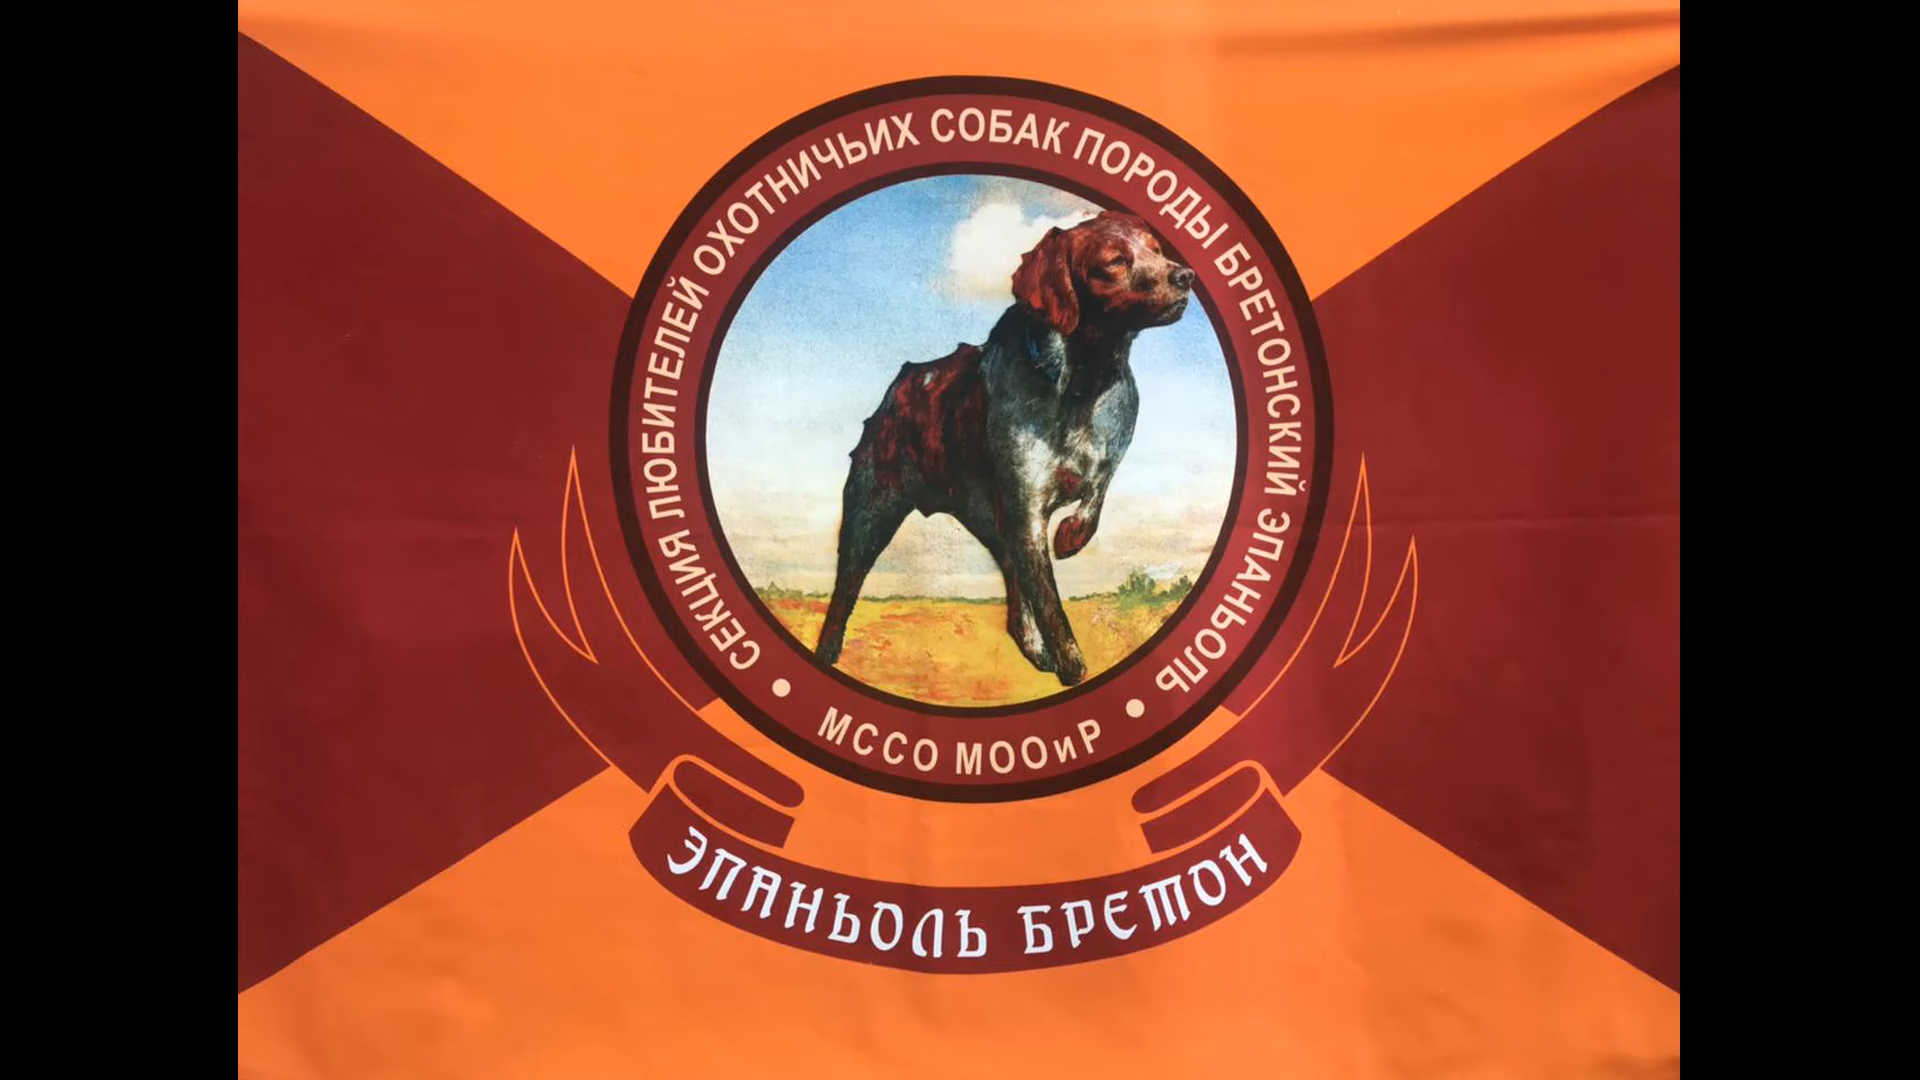 СЕКЦИЯ ЛЮБИТЕЛЕЙ ОХОТНИЧЬИХ СОБАК ПОРОДЫ БРЕТОНСКИЙ ЭПАНЬОЛЬ
• МССО МООиР •
ЭПАНЬОЛЬ БРЕТОН